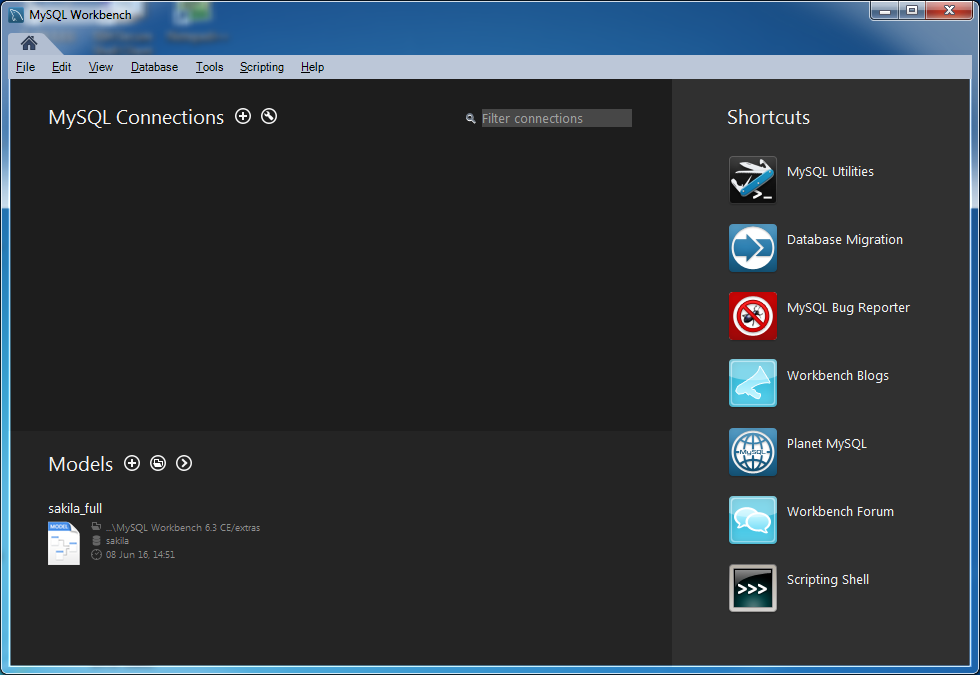 MySQL Workbench
File Edit View Database Tools Scripting Help
MySQL Connections
Filter connections
Models
sakila_full
MODEL
...\MySQL Workbench 6.3 CE/extras
sakila
08 Jun 16, 14:51
Shortcuts
>_
MySQL Utilities
Database Migration
MySQL Bug Reporter
Workbench Blogs
MySQL
Planet MySQL
Workbench Forum
>>>
Scripting Shell